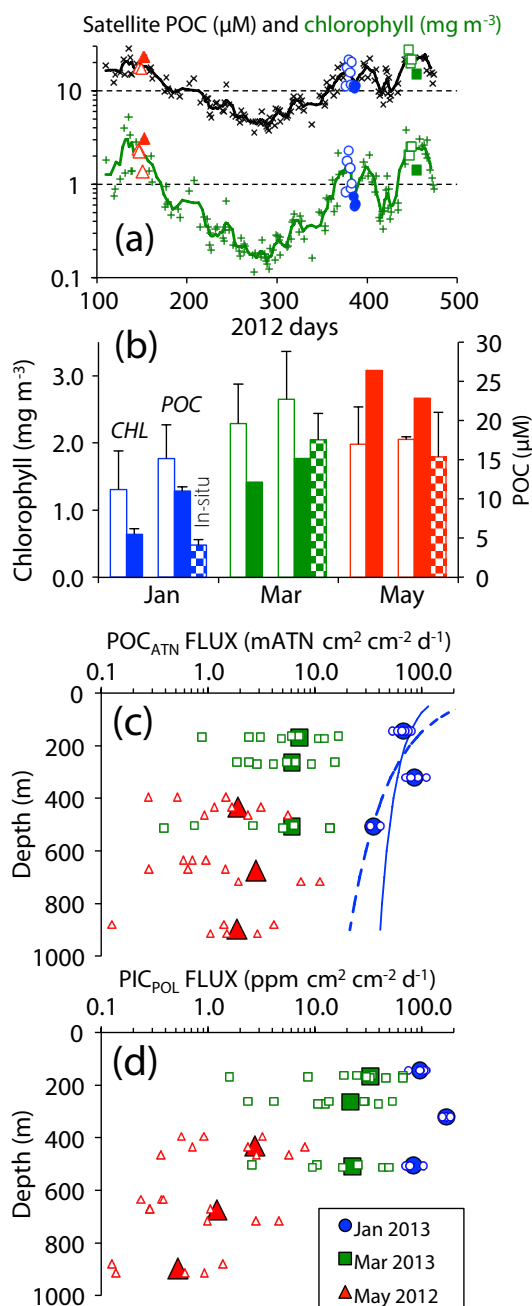 Satellite POC (µM) and chlorophyll (mg m⁻³)
10
1
0.1
(a)
100 200 300 400 500
2012 days
(b)
Chlorophyll (mg m⁻³)
3.0
2.0
1.0
0.0
CHL
POC
In-situ
30
25
20
15
10
5
0
POC (µM)
Jan Mar May
POC_ATN FLUX (mATN cm² cm⁻² d⁻¹)
0.1 1.0 10.0 100.0
(c)
Depth (m)
0
200
400
600
800
1000
PIC_POL FLUX (ppm cm² cm⁻² d⁻¹)
0.1 1.0 10.0 100.0
(d)
Depth (m)
0
200
400
600
800
1000
Jan 2013
Mar 2013
May 2012